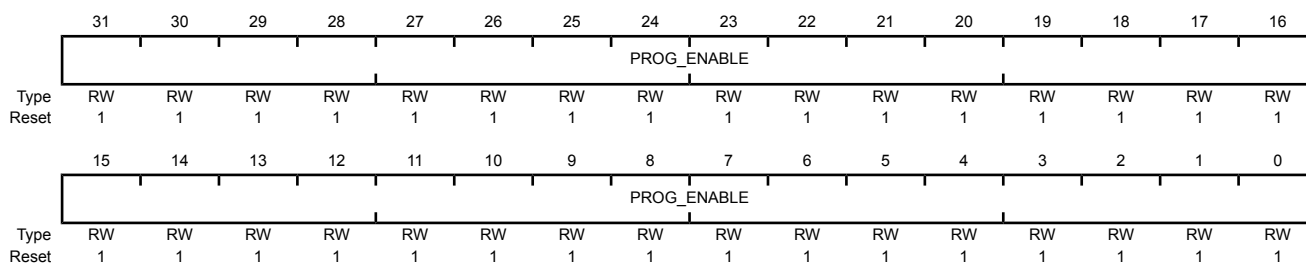 31 30 29 28 27 26 25 24 23 22 21 20 19 18 17 16
PROG_ENABLE
Type RW RW RW RW RW RW RW RW RW RW RW RW RW RW RW RW
Reset 1 1 1 1 1 1 1 1 1 1 1 1 1 1 1 1
15 14 13 12 11 10 9 8 7 6 5 4 3 2 1 0
PROG_ENABLE
Type RW RW RW RW RW RW RW RW RW RW RW RW RW RW RW RW
Reset 1 1 1 1 1 1 1 1 1 1 1 1 1 1 1 1